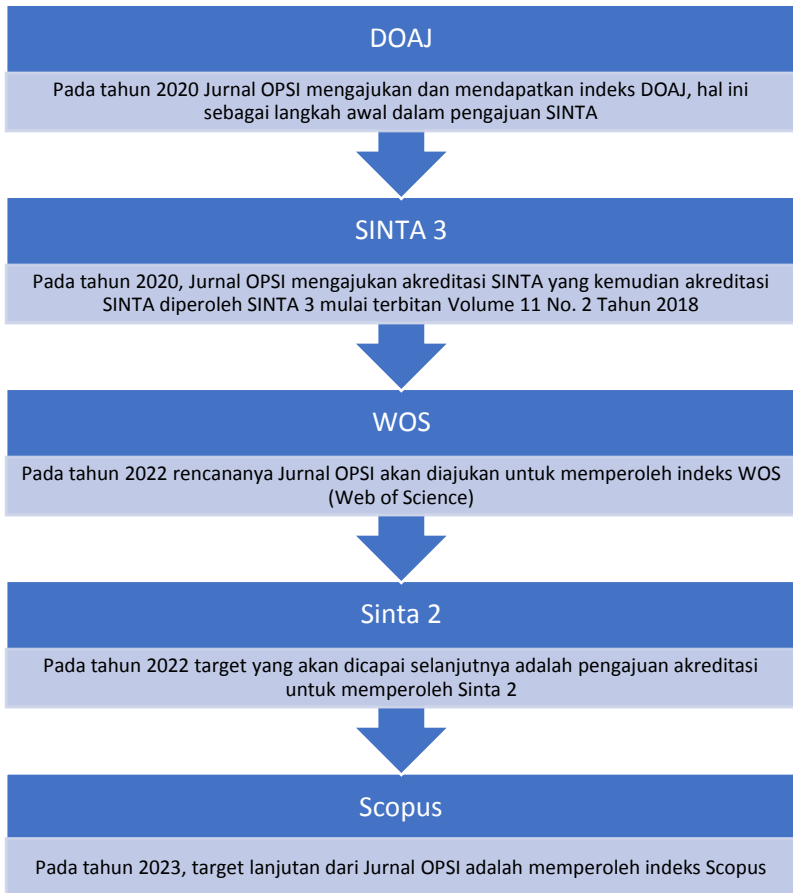 DOAJ
Pada tahun 2020 Jurnal OPSI mengajukan dan mendapatkan indeks DOAJ, hal ini
sebagai langkah awal dalam pengajuan SINTA
SINTA 3
Pada tahun 2020, Jurnal OPSI mengajukan akreditasi SINTA yang kemudian akreditasi
SINTA diperoleh SINTA 3 mulai terbitan Volume 11 No. 2 Tahun 2018
WOS
Pada tahun 2022 rencananya Jurnal OPSI akan diajukan untuk memperoleh indeks WOS
(Web of Science)
Sinta 2
Pada tahun 2022 target yang akan dicapai selanjutnya adalah pengajuan akreditasi
untuk memperoleh Sinta 2
Scopus
Pada tahun 2023, target lanjutan dari Jurnal OPSI adalah memperoleh indeks Scopus